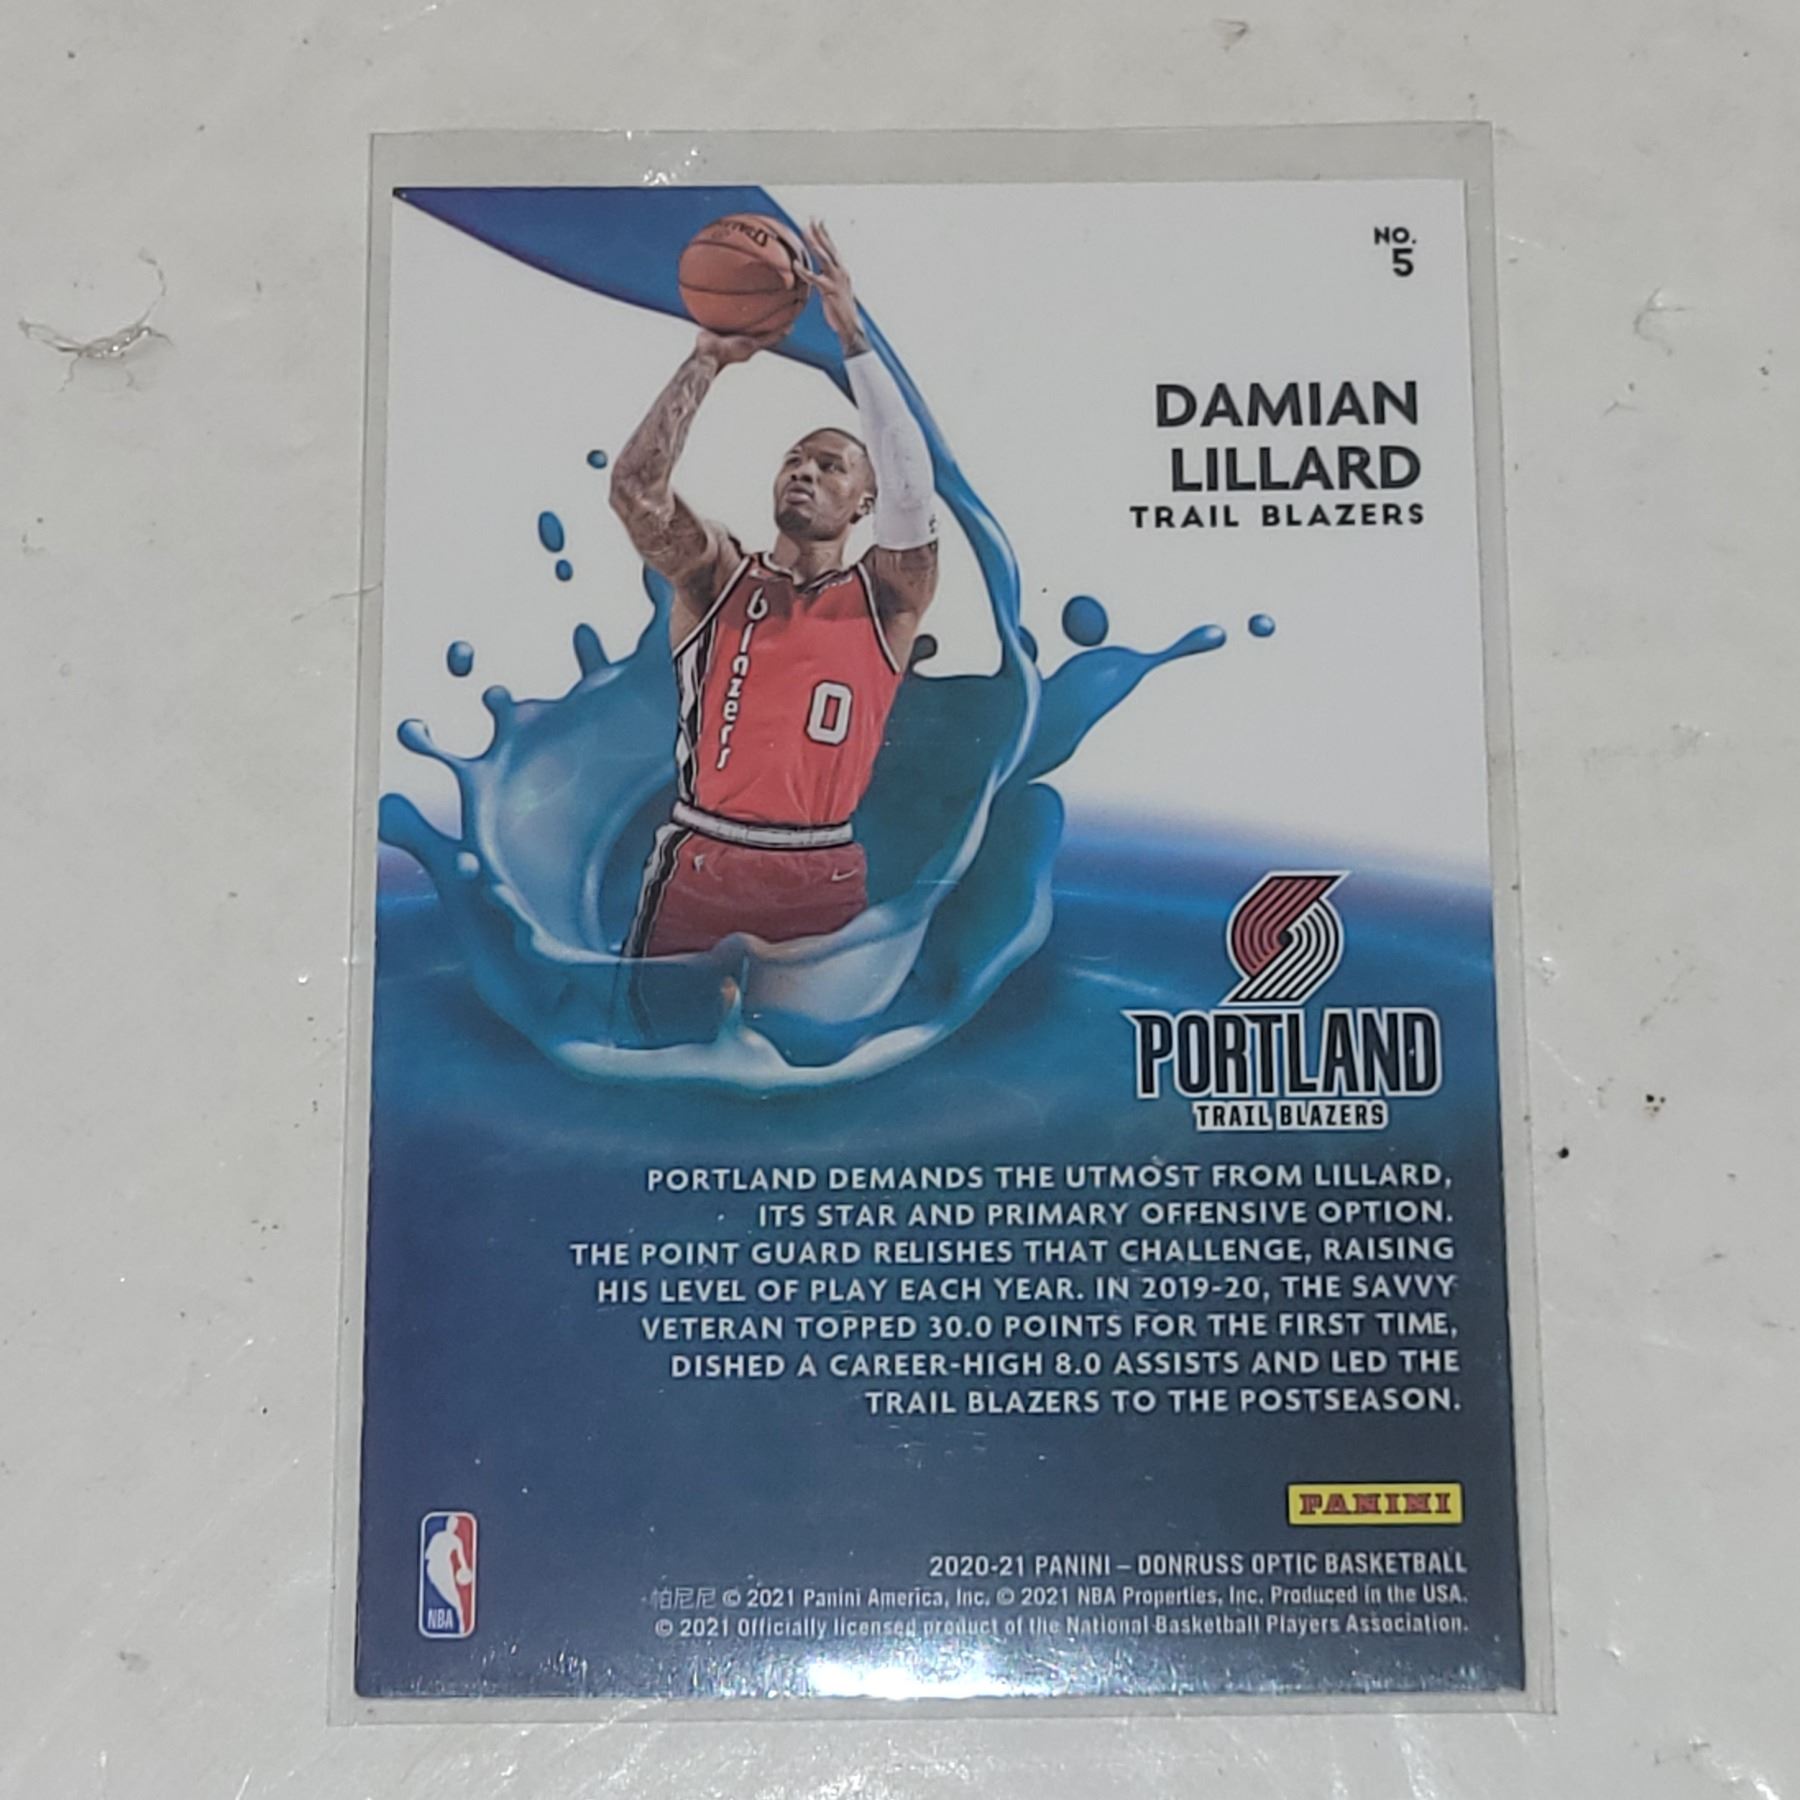 NO.
5
DAMIAN
LILLARD
TRAIL BLAZERS
blazers
0
PORTLAND
TRAIL BLAZERS
PORTLAND DEMANDS THE UTMOST FROM LILLARD,
ITS STAR AND PRIMARY OFFENSIVE OPTION.
THE POINT GUARD RELISHES THAT CHALLENGE, RAISING
HIS LEVEL OF PLAY EACH YEAR. IN 2019-20, THE SAVVY
VETERAN TOPPED 30.0 POINTS FOR THE FIRST TIME,
DISHED A CAREER-HIGH 8.0 ASSISTS AND LED THE
TRAIL BLAZERS TO THE POSTSEASON.
PANINI
2020-21 PANINI – DONRUSS OPTIC BASKETBALL
帕尼尼 © 2021 Panini America, Inc. © 2021 NBA Properties, Inc. Produced in the USA.
© 2021 Officially licensed product of the National Basketball Players Association.
NBA